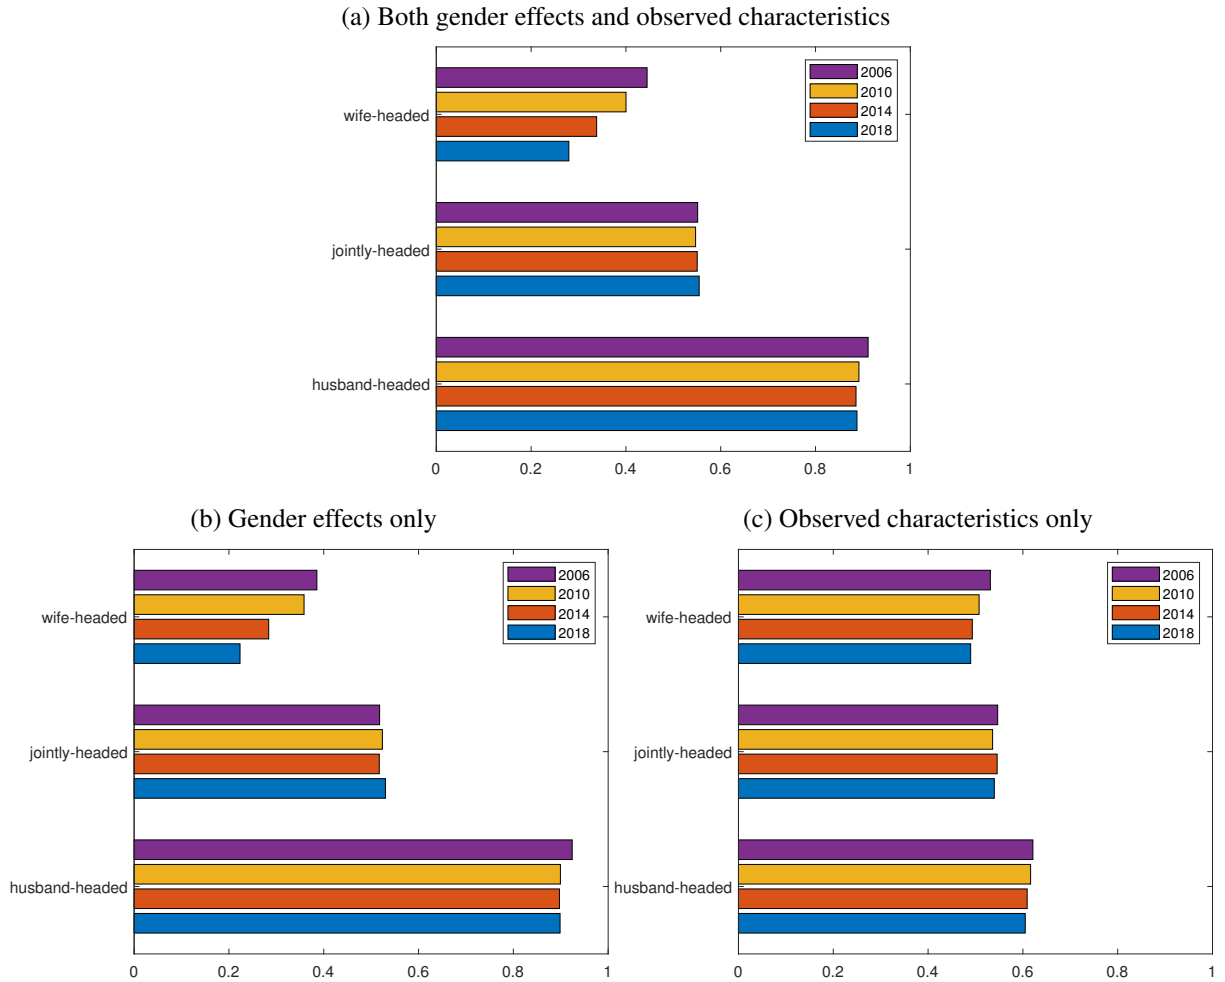 (a) Both gender effects and observed characteristics
2006
2010
2014
2018
wife-headed
jointly-headed
husband-headed
0 0.2 0.4 0.6 0.8 1
(b) Gender effects only
2006
2010
2014
2018
wife-headed
jointly-headed
husband-headed
0 0.2 0.4 0.6 0.8 1
(c) Observed characteristics only
2006
2010
2014
2018
wife-headed
jointly-headed
husband-headed
0 0.2 0.4 0.6 0.8 1